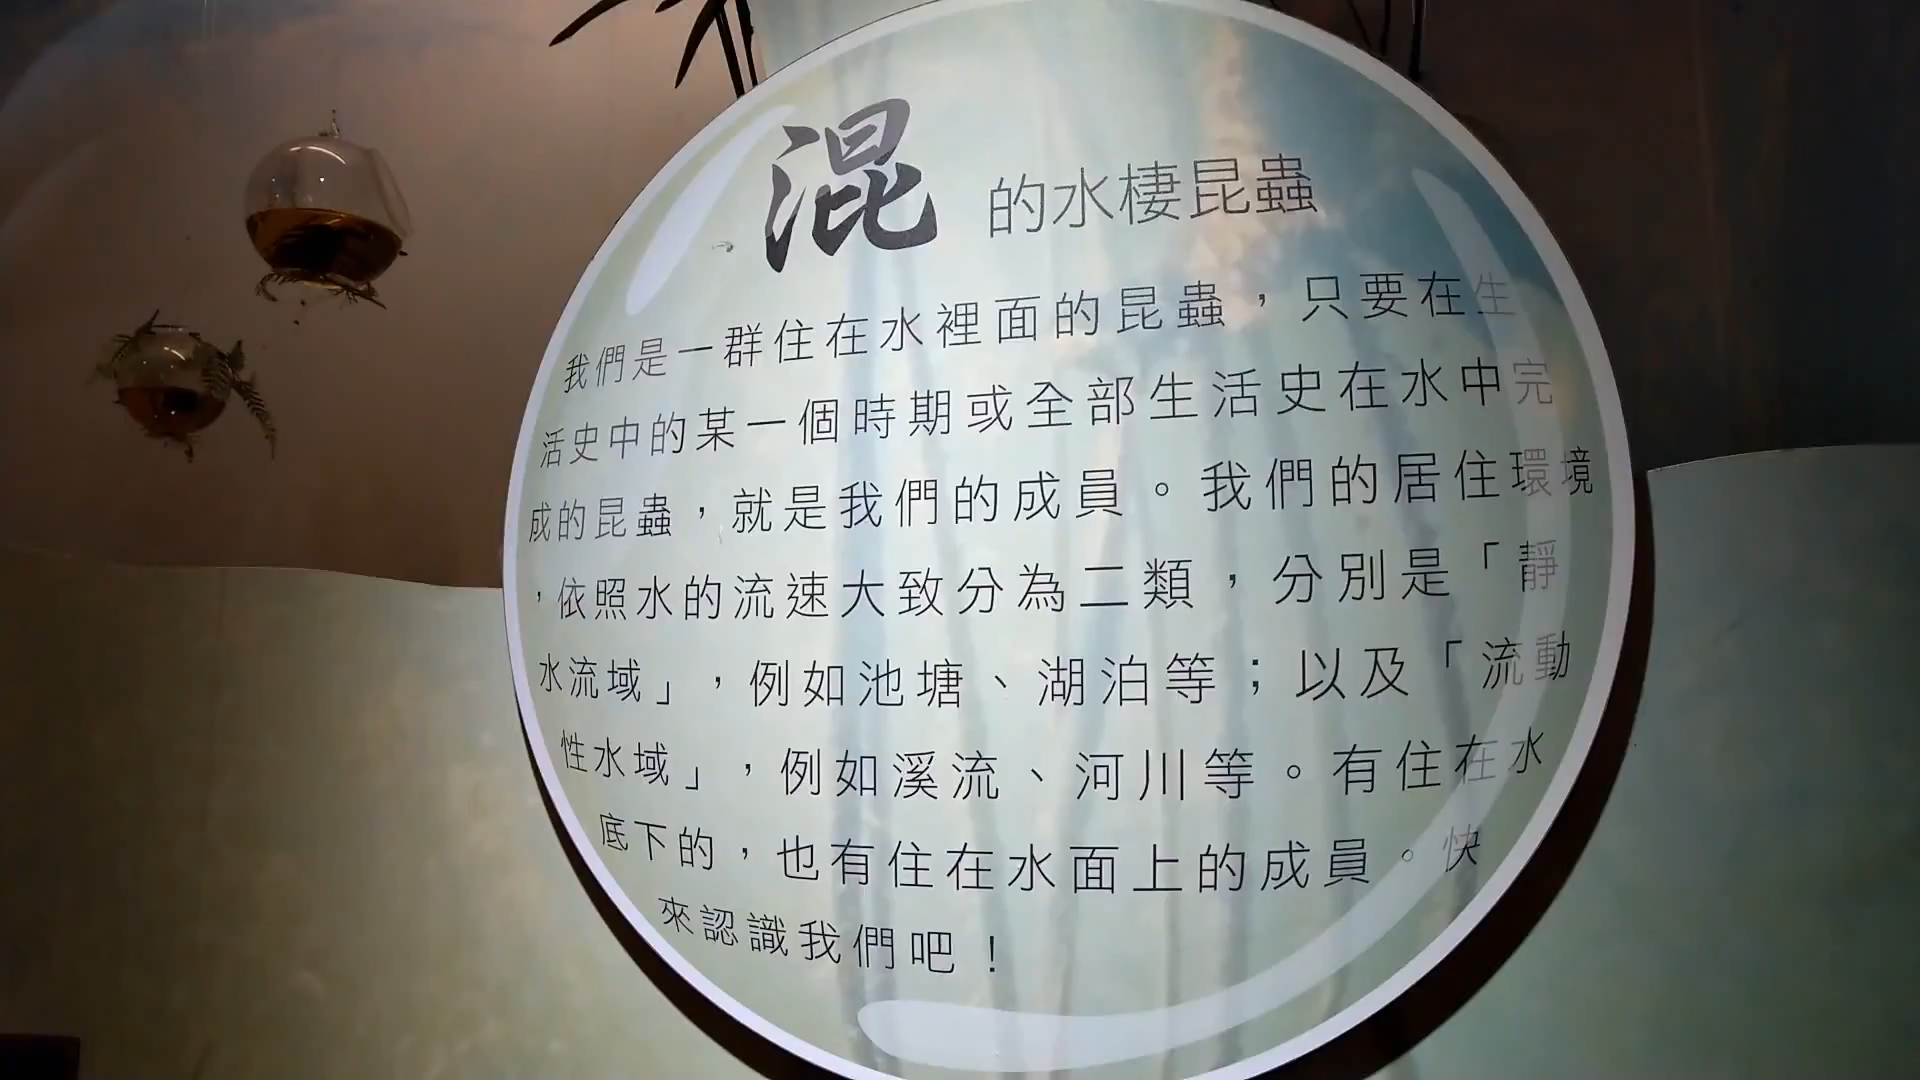 混的水棲昆蟲
我們是一群住在水裡面的昆蟲，只要在生
活史中的某一個時期或全部生活史在水中完
成的昆蟲，就是我們的成員。我們的居住環境
，依照水的流速大致分為二類，分別是「靜
水流域」，例如池塘、湖泊等；以及「流動
性水域」，例如溪流、河川等。有住在水
底下的，也有住在水面上的成員。快
來認識我們吧！